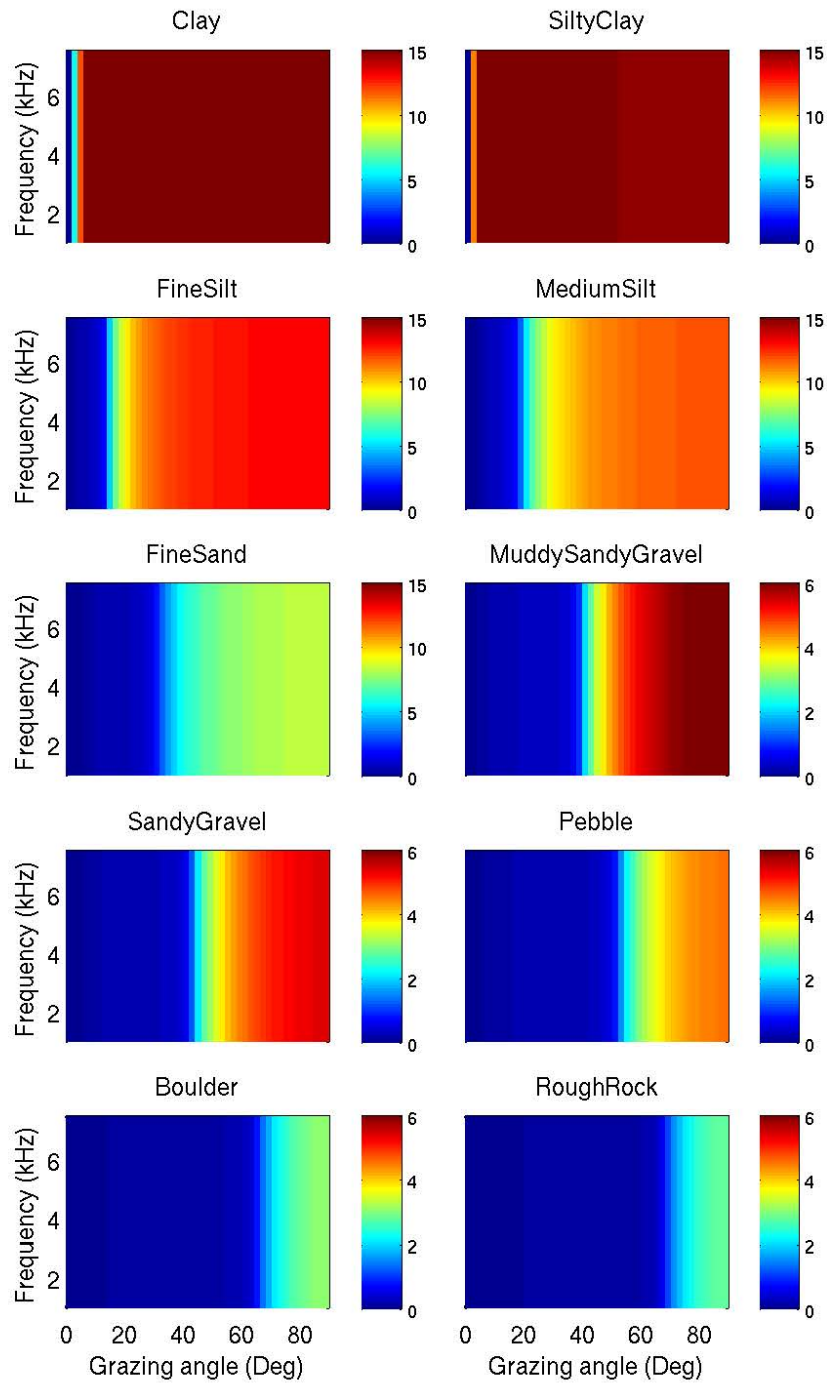 Clay
SiltyClay
Frequency (kHz)
6
4
2
15
10
5
0
15
10
5
0
FineSilt
MediumSilt
Frequency (kHz)
6
4
2
15
10
5
0
15
10
5
0
FineSand
MuddySandyGravel
Frequency (kHz)
6
4
2
15
10
5
0
6
4
2
0
SandyGravel
Pebble
Frequency (kHz)
6
4
2
6
4
2
0
6
4
2
0
Boulder
RoughRock
Frequency (kHz)
6
4
2
6
4
2
0
6
4
2
0
0 20 40 60 80
0 20 40 60 80
Grazing angle (Deg)
Grazing angle (Deg)